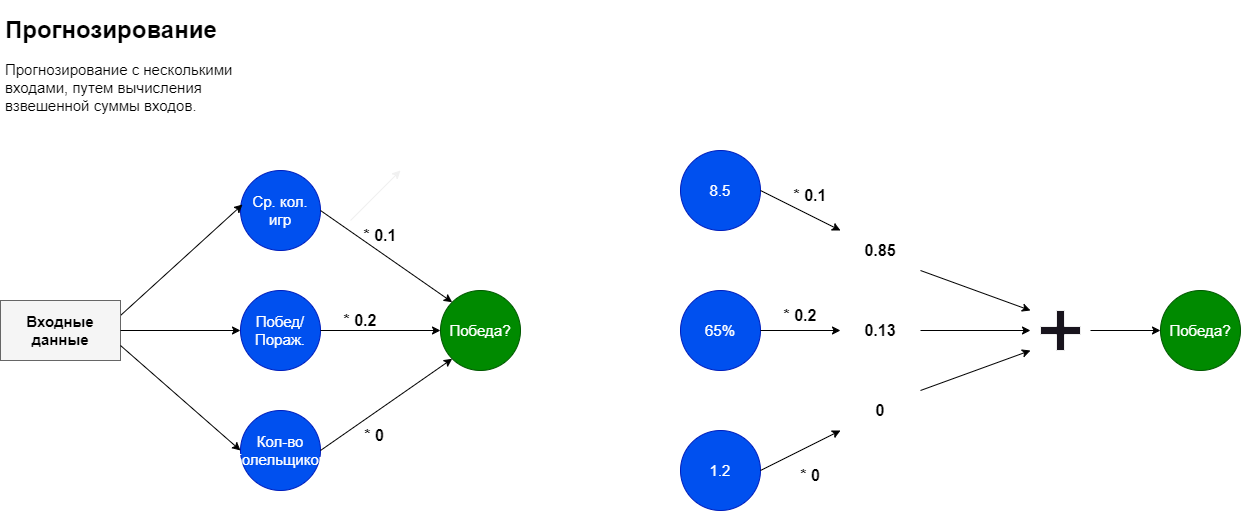 Прогнозирование
Прогнозирование с несколькими
входами, путем вычисления
взвешенной суммы входов.
Входные
данные
Ср. кол.
игр
Побед/
Пораж.
Кол-во
олельщико
* 0.1
* 0.2
* 0
Победа?
8.5
65%
1.2
* 0.1
* 0.2
* 0
0.85
0.13
0
+
Победа?